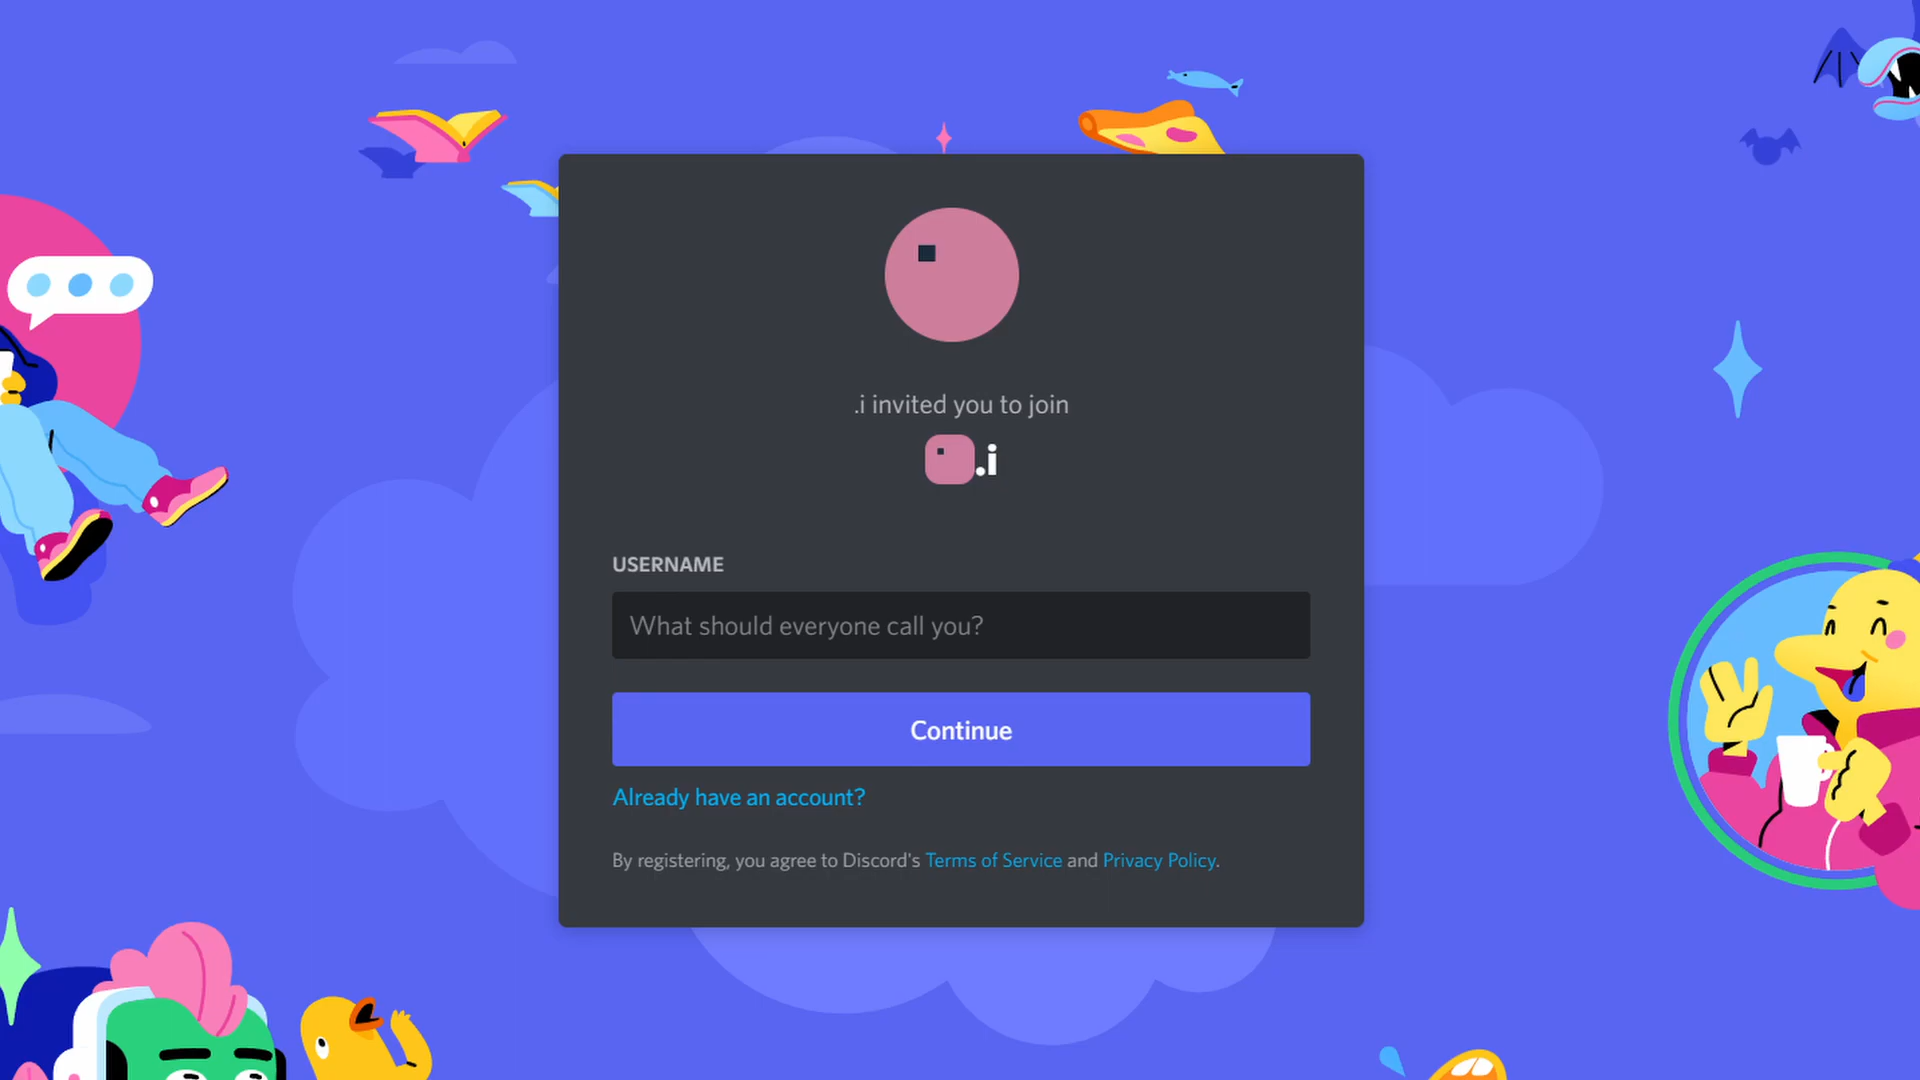 .i invited you to join
.i
USERNAME
What should everyone call you?
Continue
Already have an account?
By registering, you agree to Discord's Terms of Service and Privacy Policy.